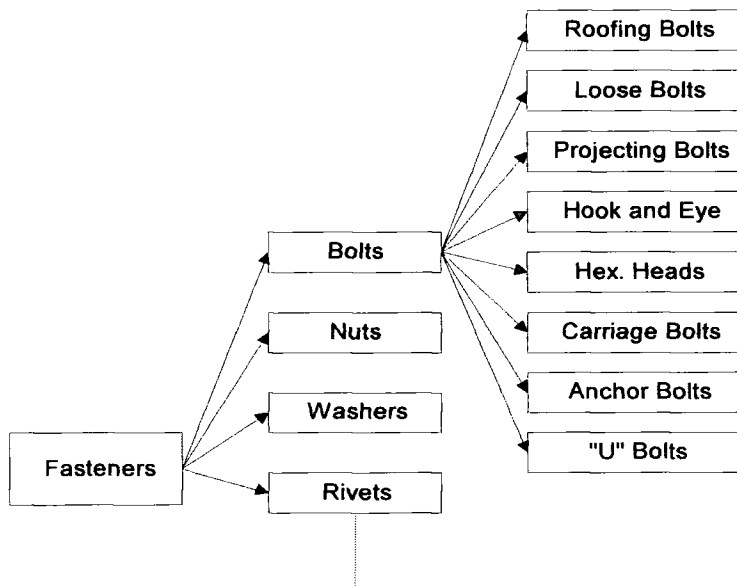 Roofing Bolts
Loose Bolts
Projecting Bolts
Hook and Eye
Bolts
Hex. Heads
Nuts
Carriage Bolts
Washers
Anchor Bolts
Fasteners
"U" Bolts
Rivets